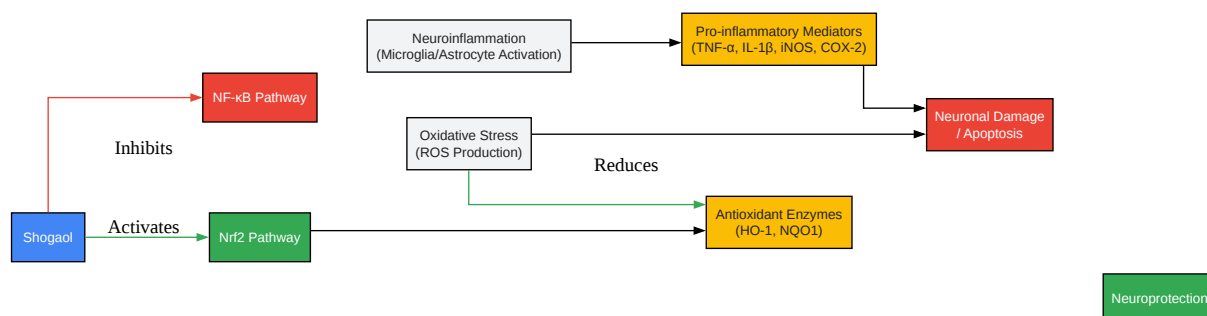 Neuroinflammation
(Microglia/Astrocyte Activation)
Pro-inflammatory Mediators
(TNF-α, IL-1β, iNOS, COX-2)
NF-κB Pathway
Neuronal Damage
/ Apoptosis
Oxidative Stress
(ROS Production)
Inhibits
Reduces
Shogaol
Activates
Nrf2 Pathway
Antioxidant Enzymes
(HO-1, NQO1)
Neuroprotection